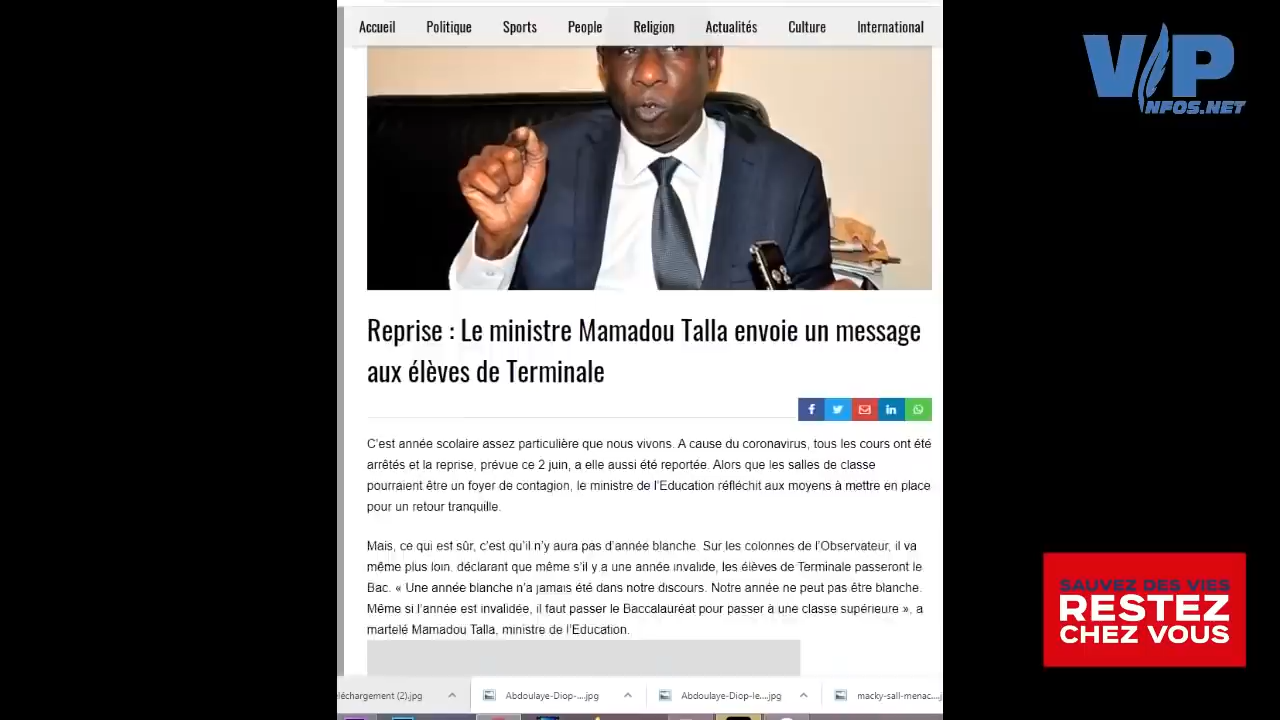 Accueil Politique Sports People Religion Actualités Culture International
VIP
NFOS.NET
Reprise : Le ministre Mamadou Talla envoie un message
aux élèves de Terminale
C'est année scolaire assez particulière que nous vivons. A cause du coronavirus, tous les cours ont été
arrêtés et la reprise, prévue ce 2 juin, a elle aussi été reportée. Alors que les salles de classe
pourraient être un foyer de contagion, le ministre de l'Education réfléchit aux moyens à mettre en place
pour un retour tranquille.
Mais, ce qui est sûr, c'est qu'il n'y aura pas d'année blanche. Sur les colonnes de l'Observateur, il va
même plus loin. déclarant que même s'il y a une année invalide, les élèves de Terminale passeront le
Bac. « Une année blanche n'a jamais été dans notre discours. Notre année ne peut pas être blanche.
Même si l'année est invalidée, il faut passer le Baccalauréat pour passer à une classe supérieure », a
martelé Mamadou Talla, ministre de l'Education.
SAUVEZ DES VIES
RESTEZ
CHEZ VOUS
éléchargement (2).jpg Abdoulaye-Diop-....jpg Abdoulaye-Diop-le....jpg macky-sall-menac....j